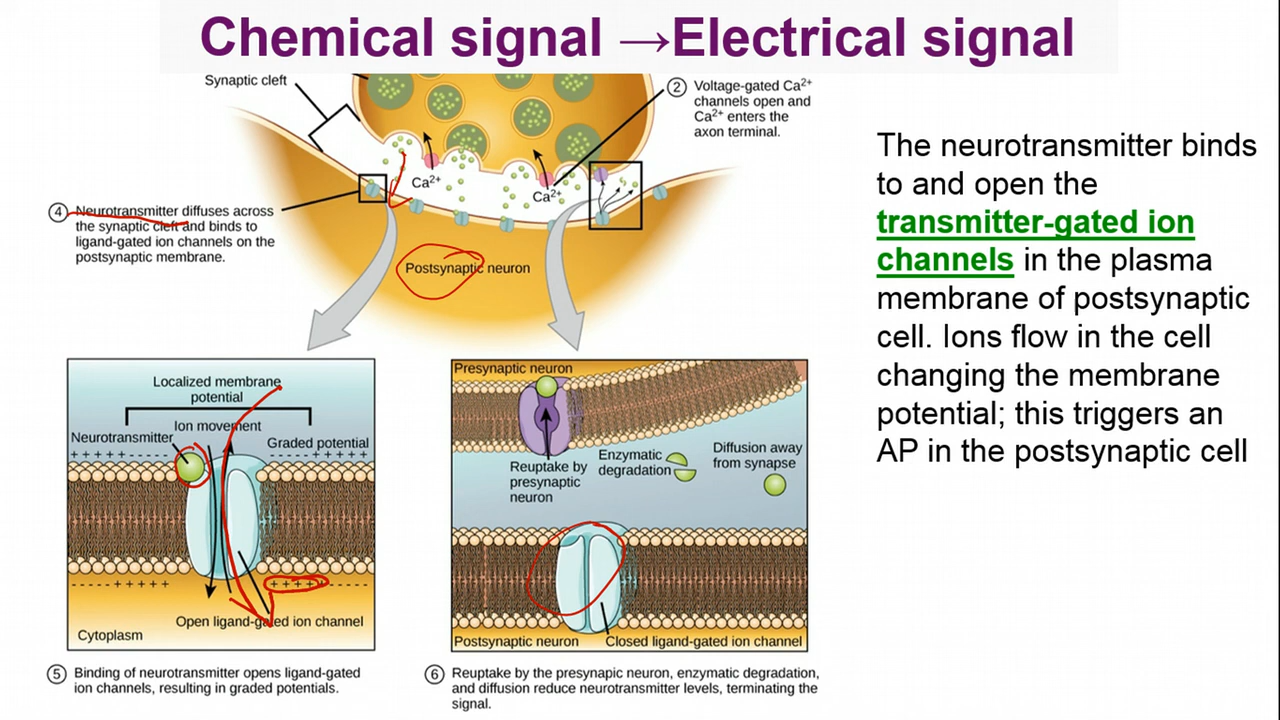 Chemical signal →Electrical signal
Synaptic cleft
② Voltage-gated Ca²⁺
channels open and
Ca²⁺ enters the
axon terminal.
Ca²⁺
Ca²⁺
④ Neurotransmitter diffuses across
the synaptic cleft and binds to
ligand-gated ion channels on the
postsynaptic membrane.
Postsynaptic neuron
The neurotransmitter binds
to and open the
transmitter-gated ion
channels in the plasma
membrane of postsynaptic
cell. Ions flow in the cell
changing the membrane
potential; this triggers an
AP in the postsynaptic cell
Localized membrane
potential
Ion movement
Neurotransmitter
Graded potential
+ + + + - - - - - - + + + + +
- - - - - + + + + + + + + + + - - - - -
Open ligand-gated ion channel
Cytoplasm
⑤ Binding of neurotransmitter opens ligand-gated
ion channels, resulting in graded potentials.
Presynaptic neuron
Reuptake by
presynaptic
neuron
Enzymatic
degradation
Diffusion away
from synapse
Postsynaptic neuron
Closed ligand-gated ion channel
⑥ Reuptake by the presynapic neuron, enzymatic degradation,
and diffusion reduce neurotransmitter levels, terminating the
signal.